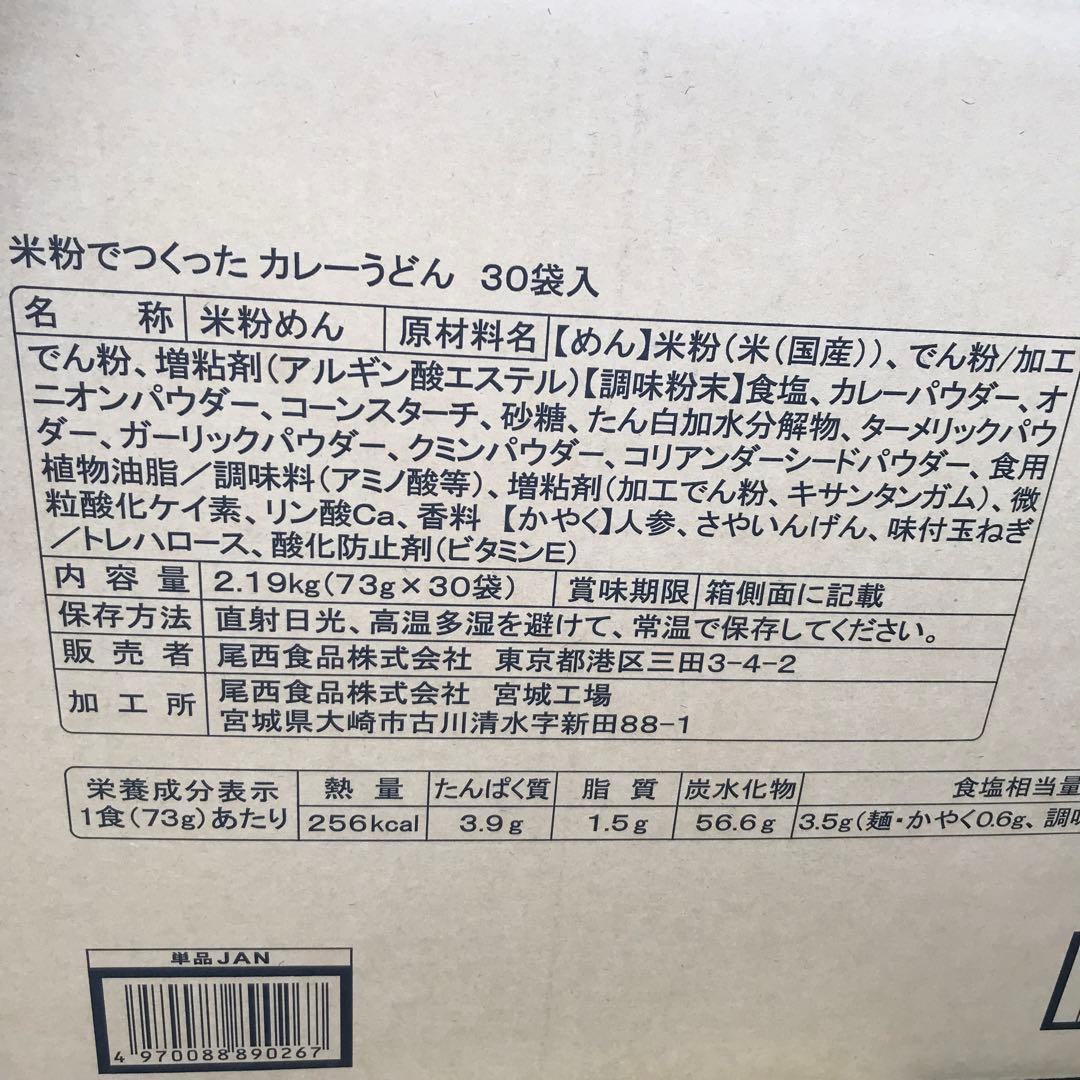 米粉でつくった カレーうどん 30袋入
名 称 米粉めん 原材料名 【めん】米粉(米(国産))、でん粉/加工
でん粉、増粘剤(アルギン酸エステル)【調味粉末】食塩、カレーパウダー、オ
ニオンパウダー、コーンスターチ、砂糖、たん白加水分解物、ターメリックパウ
ダー、ガーリックパウダー、クミンパウダー、コリアンダーシードパウダー、食用
植物油脂/調味料(アミノ酸等)、増粘剤(加工でん粉、キサンタンガム)、微
粒酸化ケイ素、リン酸Ca、香料 【かやく】人参、さやいんげん、味付玉ねぎ
/トレハロース、酸化防止剤(ビタミンE)
内 容 量 2.19kg(73g×30袋) 賞味期限 箱側面に記載
保存方法 直射日光、高温多湿を避けて、常温で保存してください。
販 売 者 尾西食品株式会社 東京都港区三田3-4-2
加 工 所 尾西食品株式会社 宮城工場
宮城県大崎市古川清水字新田88-1
栄養成分表示 熱 量 たんぱく質 脂 質 炭水化物 食塩相当量
1食(73g)あたり 256kcal 3.9g 1.5g 56.6g 3.5g(麺・かやく0.6g、調味
単品JAN
4 970088 890267